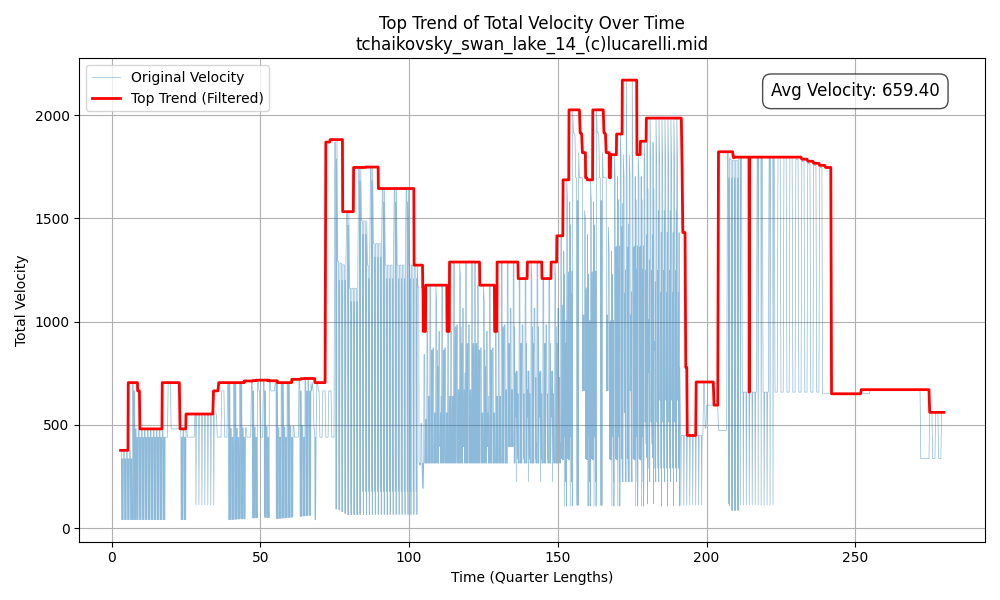 Top Trend of Total Velocity Over Time
tchaikovsky_swan_lake_14_(c)lucarelli.mid
Original Velocity
Top Trend (Filtered)
Avg Velocity: 659.40
Total Velocity
2000
1500
1000
500
0
0 50 100 150 200 250
Time (Quarter Lengths)